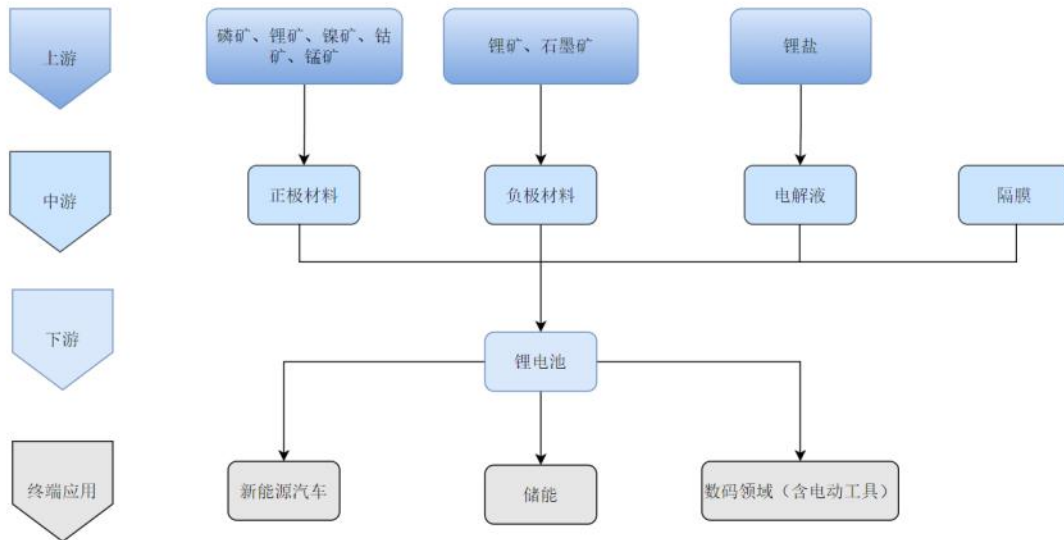 上游
磷矿、锂矿、镍矿、钴
矿、锰矿
锂矿、石墨矿
锂盐
中游
正极材料
负极材料
电解液
隔膜
下游
锂电池
终端应用
新能源汽车
储能
数码领域（含电动工具）